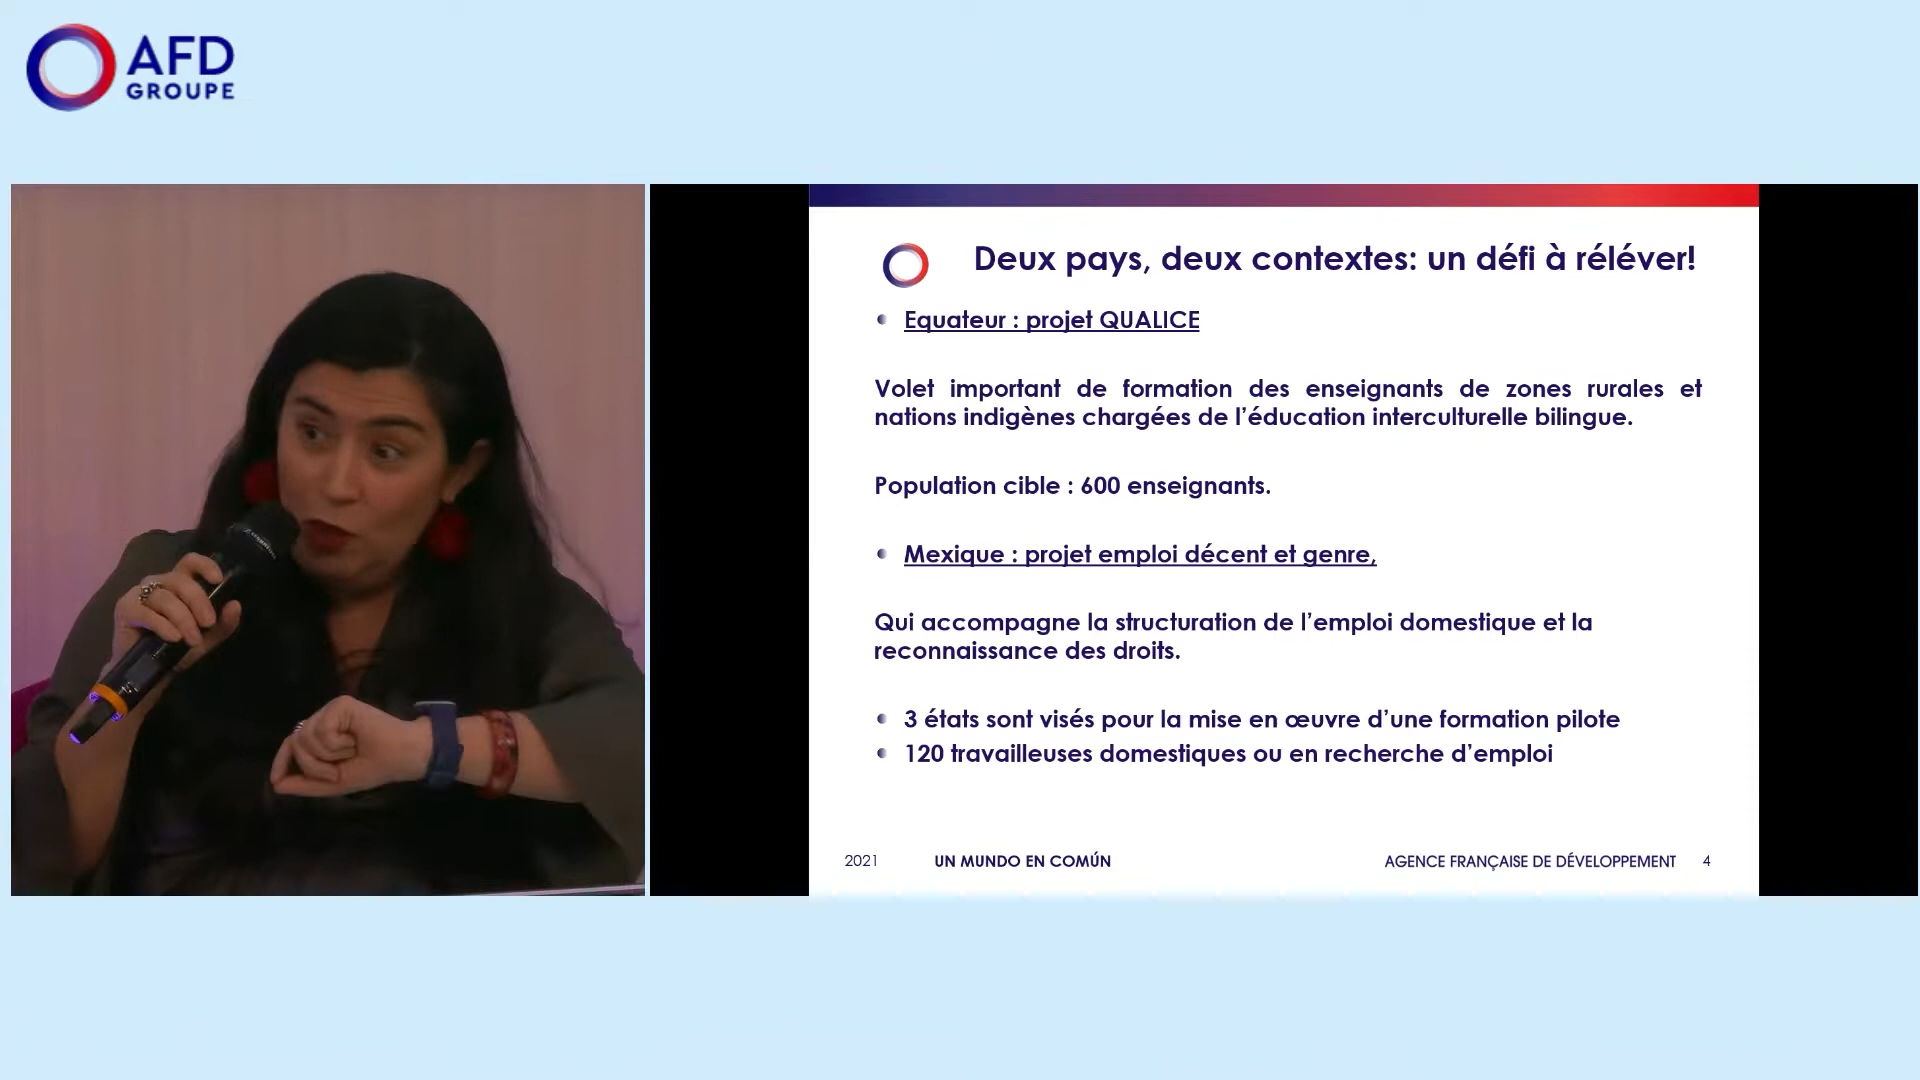 AFD
GROUPE
Deux pays, deux contextes: un défi à réléver!
Equateur : projet QUALICE
Volet important de formation des enseignants de zones rurales et
nations indigènes chargées de l’éducation interculturelle bilingue.
Population cible : 600 enseignants.
Mexique : projet emploi décent et genre,
Qui accompagne la structuration de l’emploi domestique et la
reconnaissance des droits.
3 états sont visés pour la mise en œuvre d’une formation pilote
120 travailleuses domestiques ou en recherche d’emploi
2021 UN MUNDO EN COMÚN AGENCE FRANÇAISE DE DÉVELOPPEMENT 4